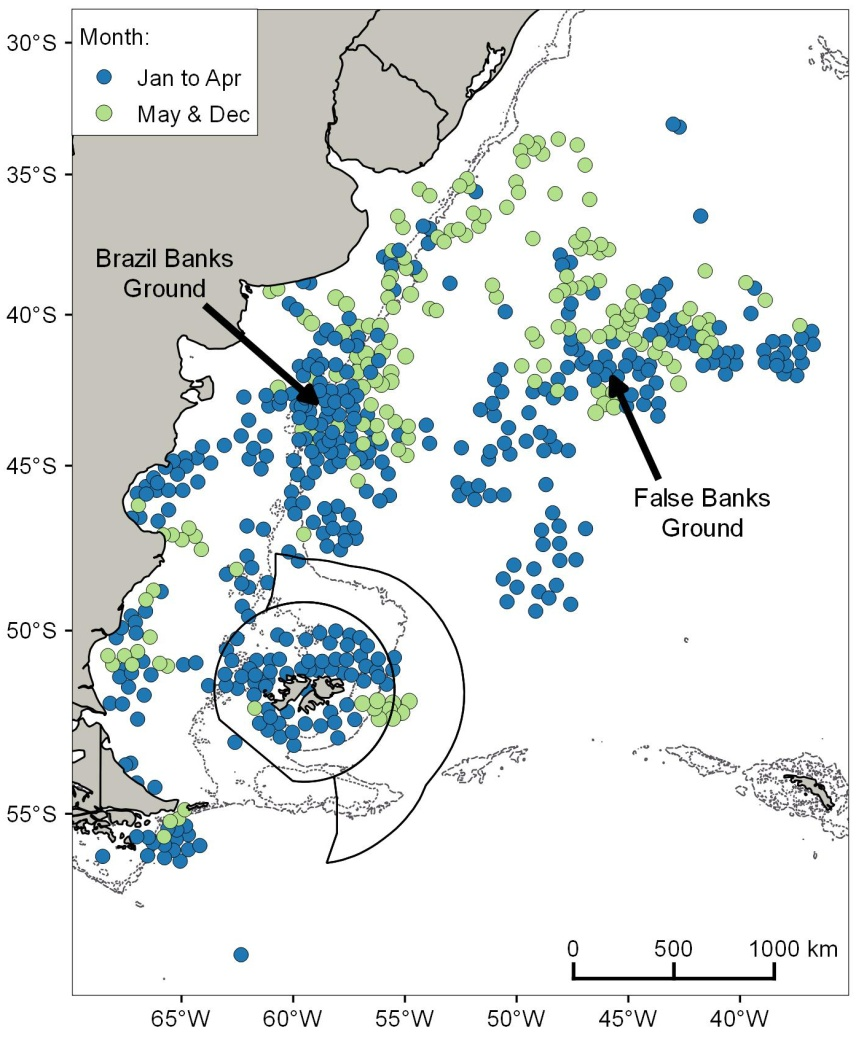 Month:
Jan to Apr
May & Dec
30°S
35°S
40°S
45°S
50°S
55°S
Brazil Banks
Ground
False Banks
Ground
0 500 1000 km
65°W 60°W 55°W 50°W 45°W 40°W